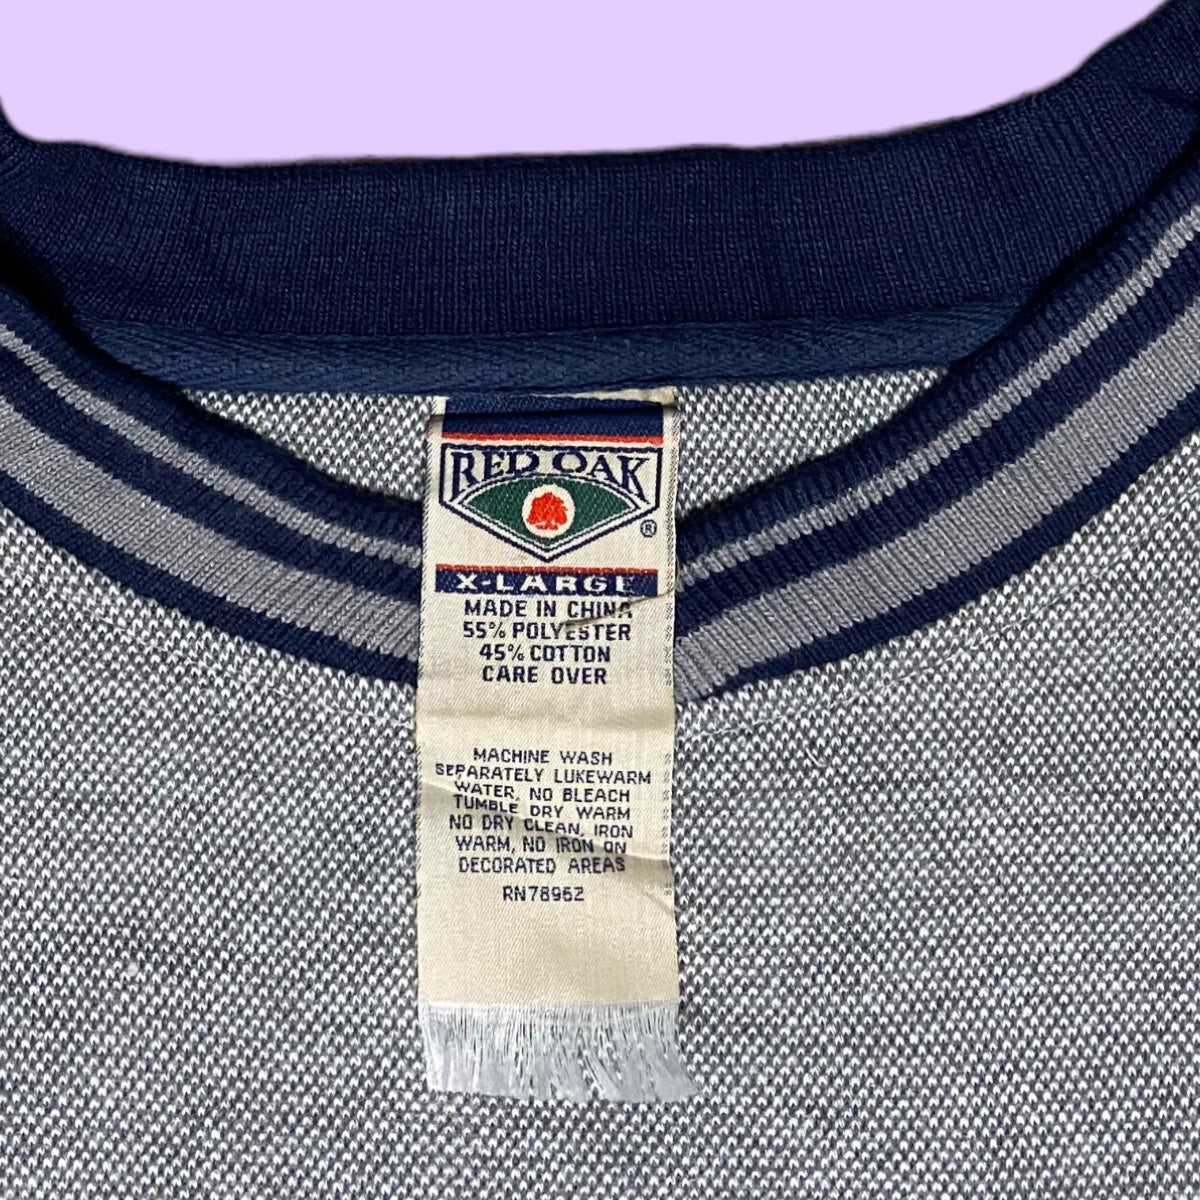 RED OAK
®
X-LARGE
MADE IN CHINA
55% POLYESTER
45% COTTON
CARE OVER
MACHINE WASH
SEPARATELY LUKEWARM
WATER, NO BLEACH
TUMBLE DRY WARM
NO DRY CLEAN, IRON
WARM, NO IRON ON
DECORATED AREAS
RN78962